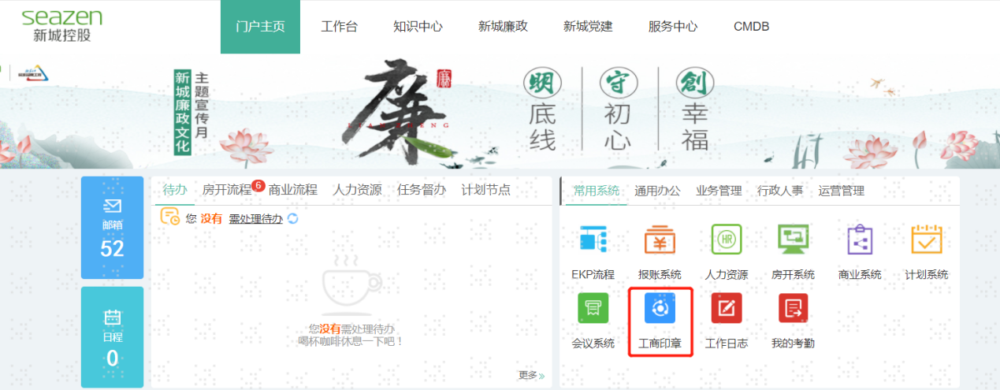 seazen
新城控股
门户主页 工作台 知识中心 新城廉政 新城党建 服务中心 CMDB
新城廉政文化
主题宣传月
廉
廉
明底线
守初心
創幸福
待办 房开流程 6 商业流程 人力资源 任务督办 计划节点
常用系统 通用办公 业务管理 行政人事 运营管理
邮箱
52
您 没有 需处理待办
EKP流程 报账系统 人力资源 房开系统 商业系统 计划系统
HR
日程
0
您没有需处理待办
喝杯咖啡休息一下吧！
会议系统 工商印章 工作日志 我的考勤
更多»